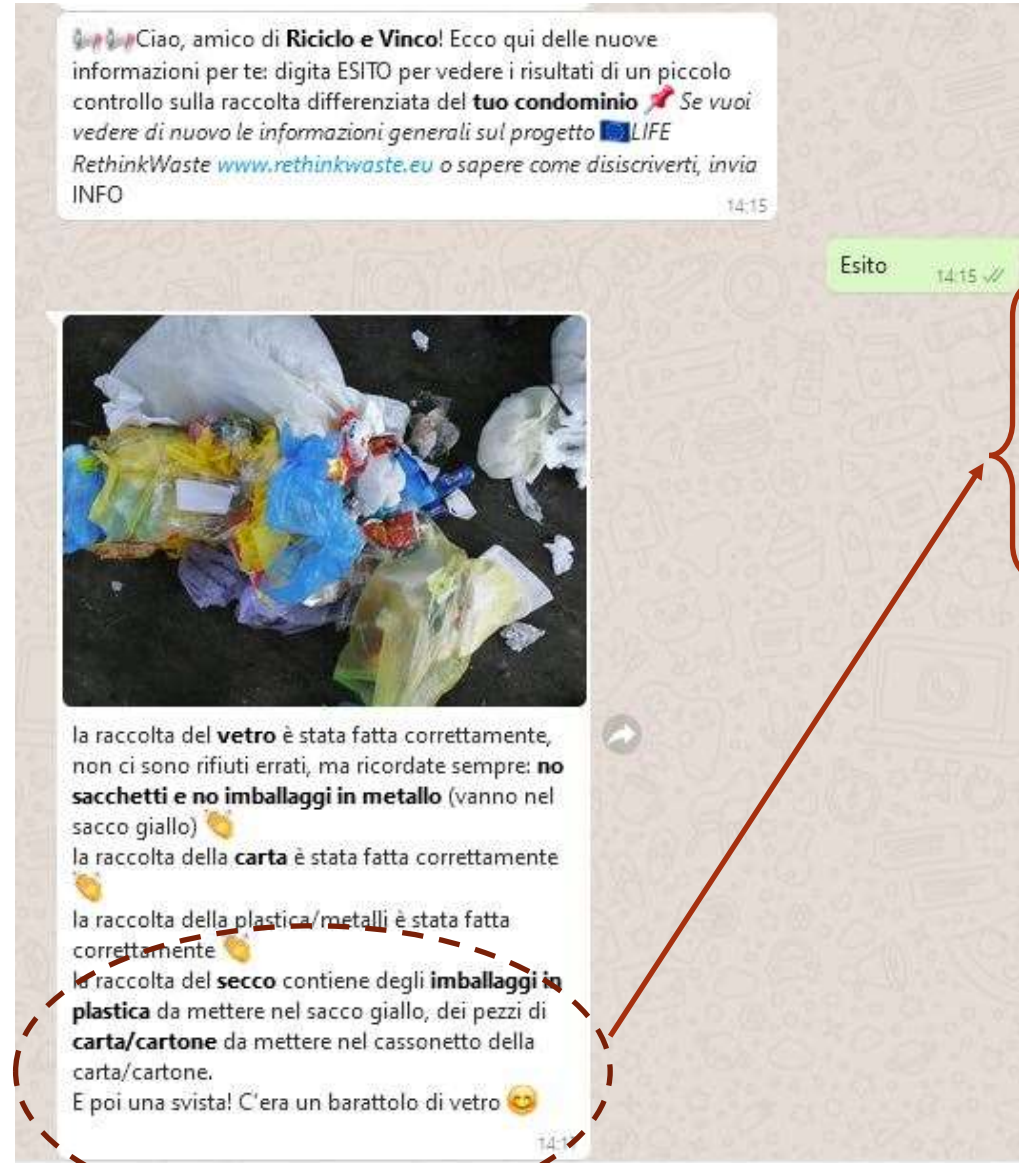 Ciao, amico di Riciclo e Vinco! Ecco qui delle nuove
informazioni per te: digita ESITO per vedere i risultati di un piccolo
controllo sulla raccolta differenziata del tuo condominio 📌 Se vuoi
vedere di nuovo le informazioni generali sul progetto 🇪🇺LIFE
RethinkWaste www.rethinkwaste.eu o sapere come disiscriverti, invia
INFO
14:15
Esito
14:15
la raccolta del vetro è stata fatta correttamente,
non ci sono rifiuti errati, ma ricordate sempre: no
sacchetti e no imballaggi in metallo (vanno nel
sacco giallo) 👏
la raccolta della carta è stata fatta correttamente
👏
la raccolta della plastica/metalli è stata fatta
correttamente 👏
la raccolta del secco contiene degli imballaggi in
plastica da mettere nel sacco giallo, dei pezzi di
carta/cartone da mettere nel cassonetto della
carta/cartone.
E poi una svista! C'era un barattolo di vetro 😊